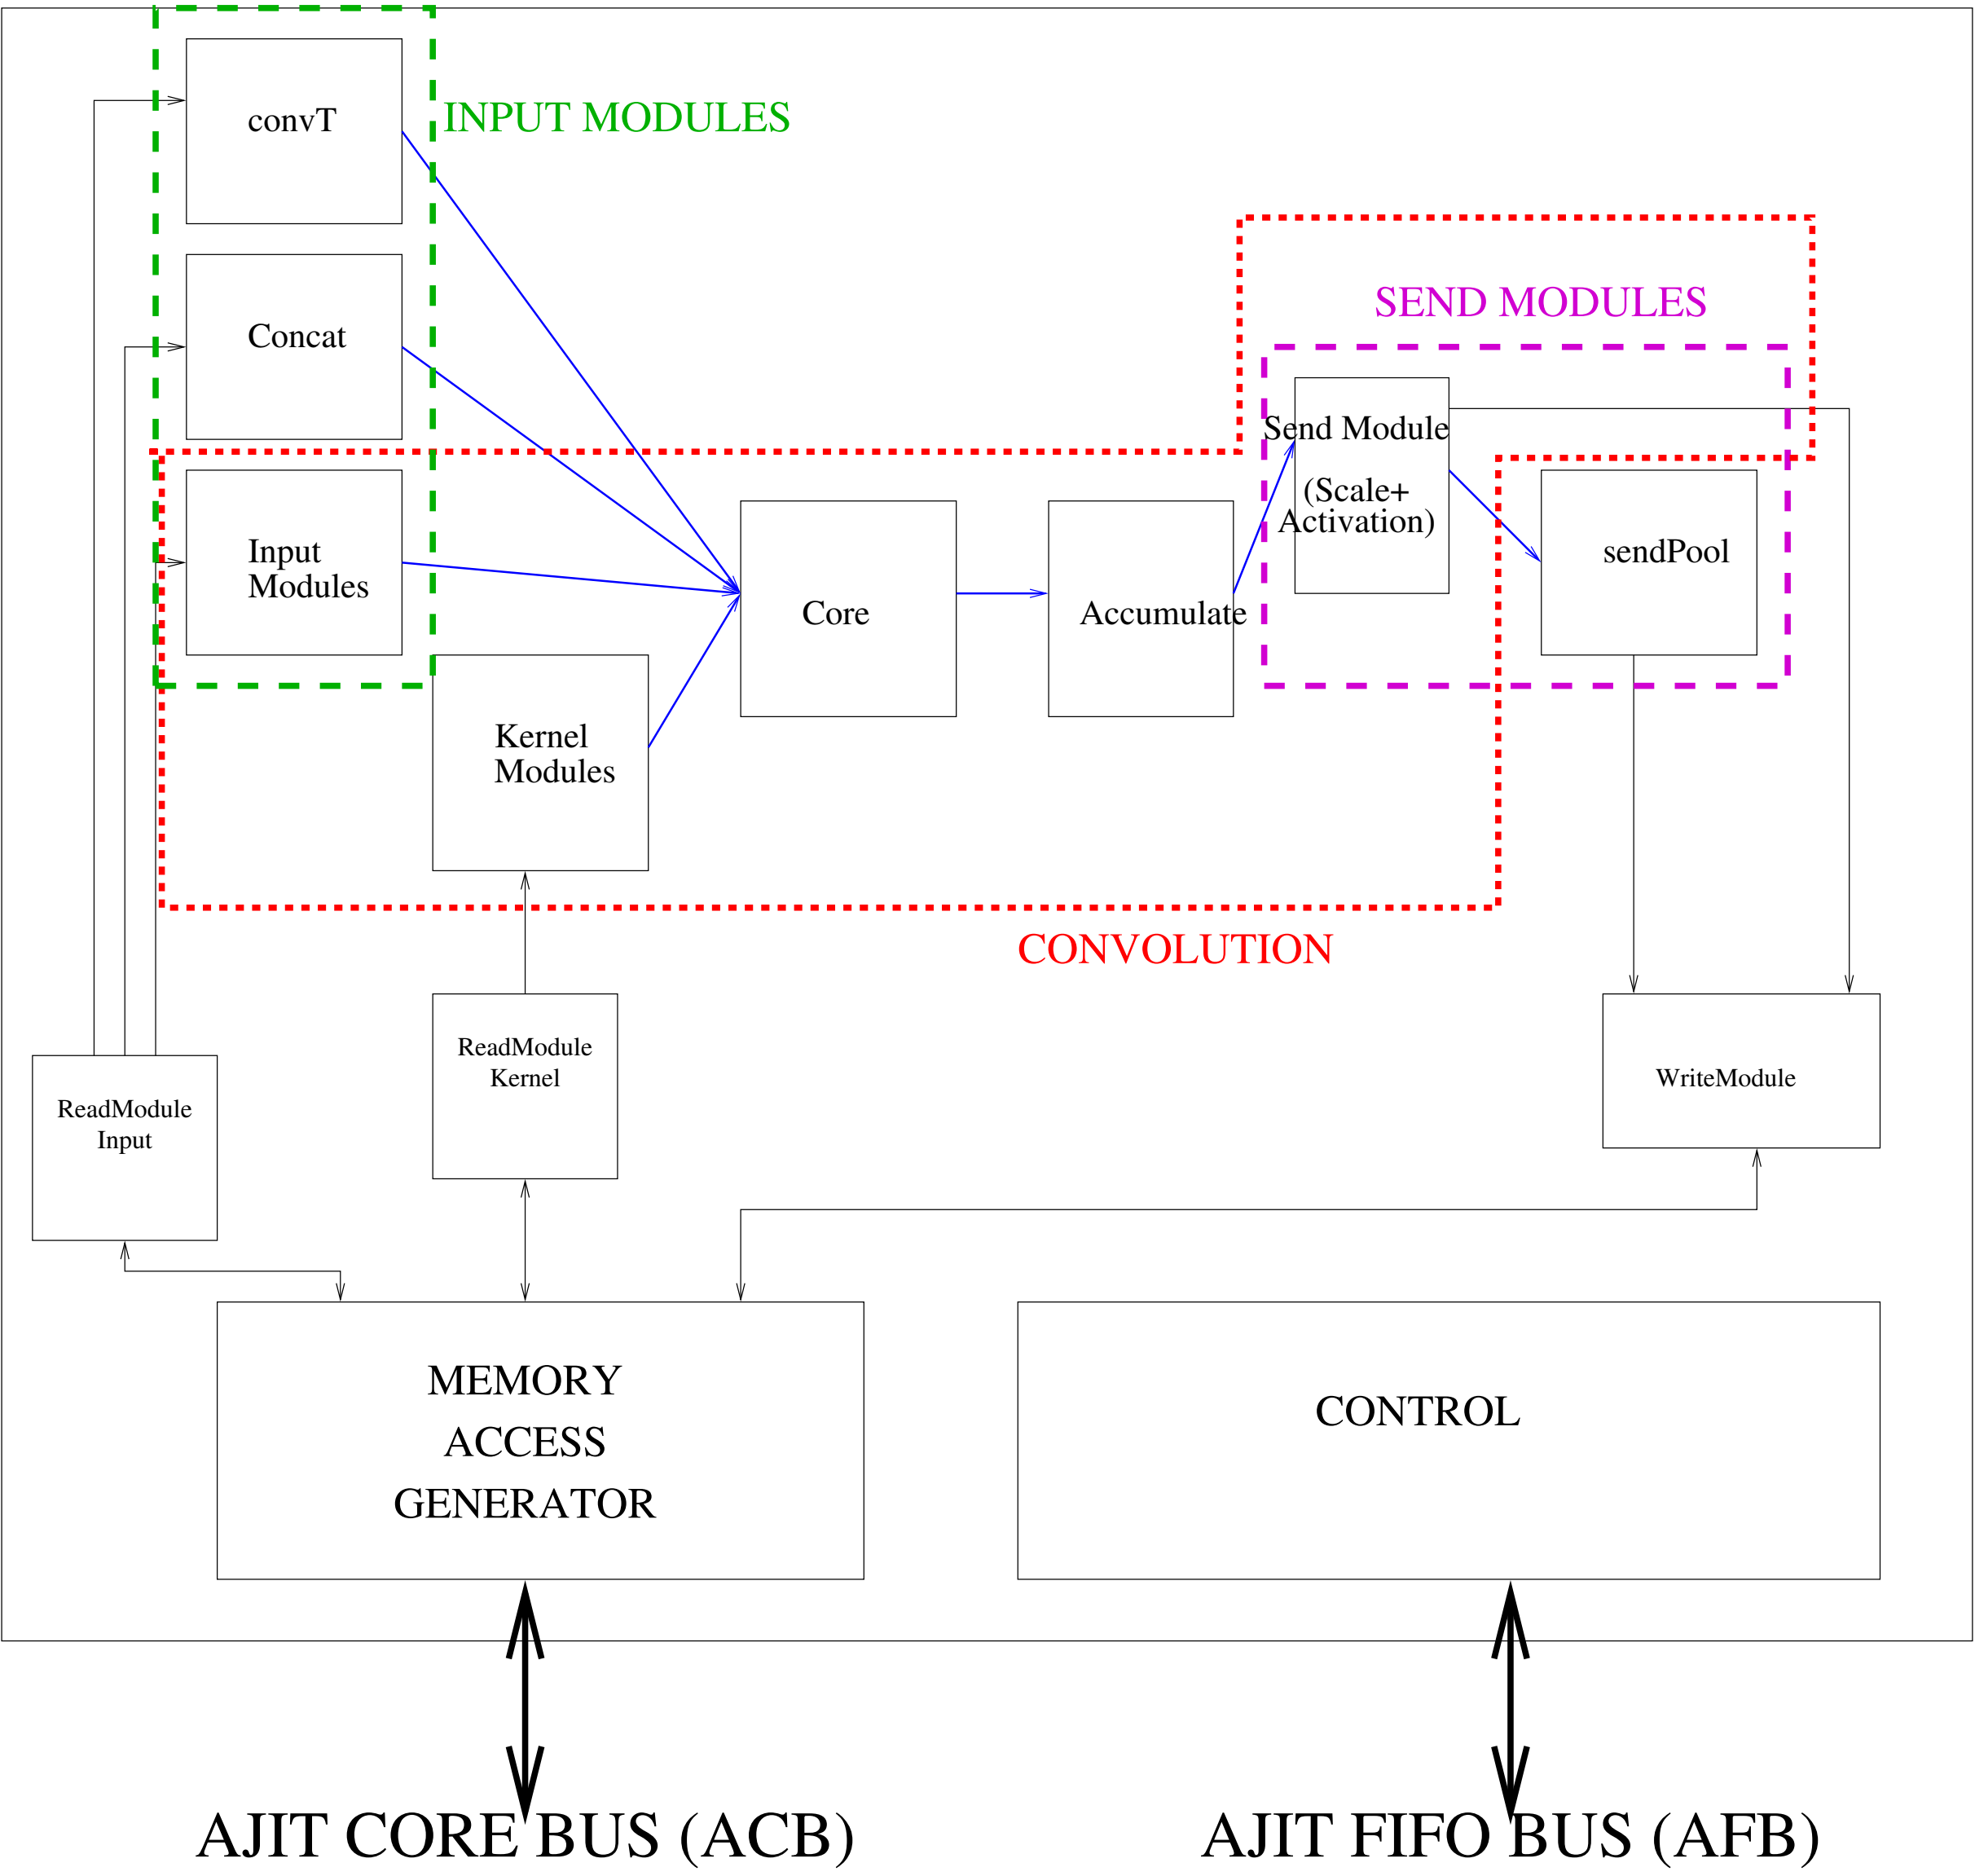 convT
INPUT MODULES
Concat
SEND MODULES
Send Module
(Scale+
Activation)
Input
Modules
sendPool
Core
Accumulate
Kernel
Modules
CONVOLUTION
ReadModule
Kernel
ReadModule
Input
WriteModule
MEMORY
ACCESS
GENERATOR
CONTROL
AJIT CORE BUS (ACB)
AJIT FIFO BUS (AFB)